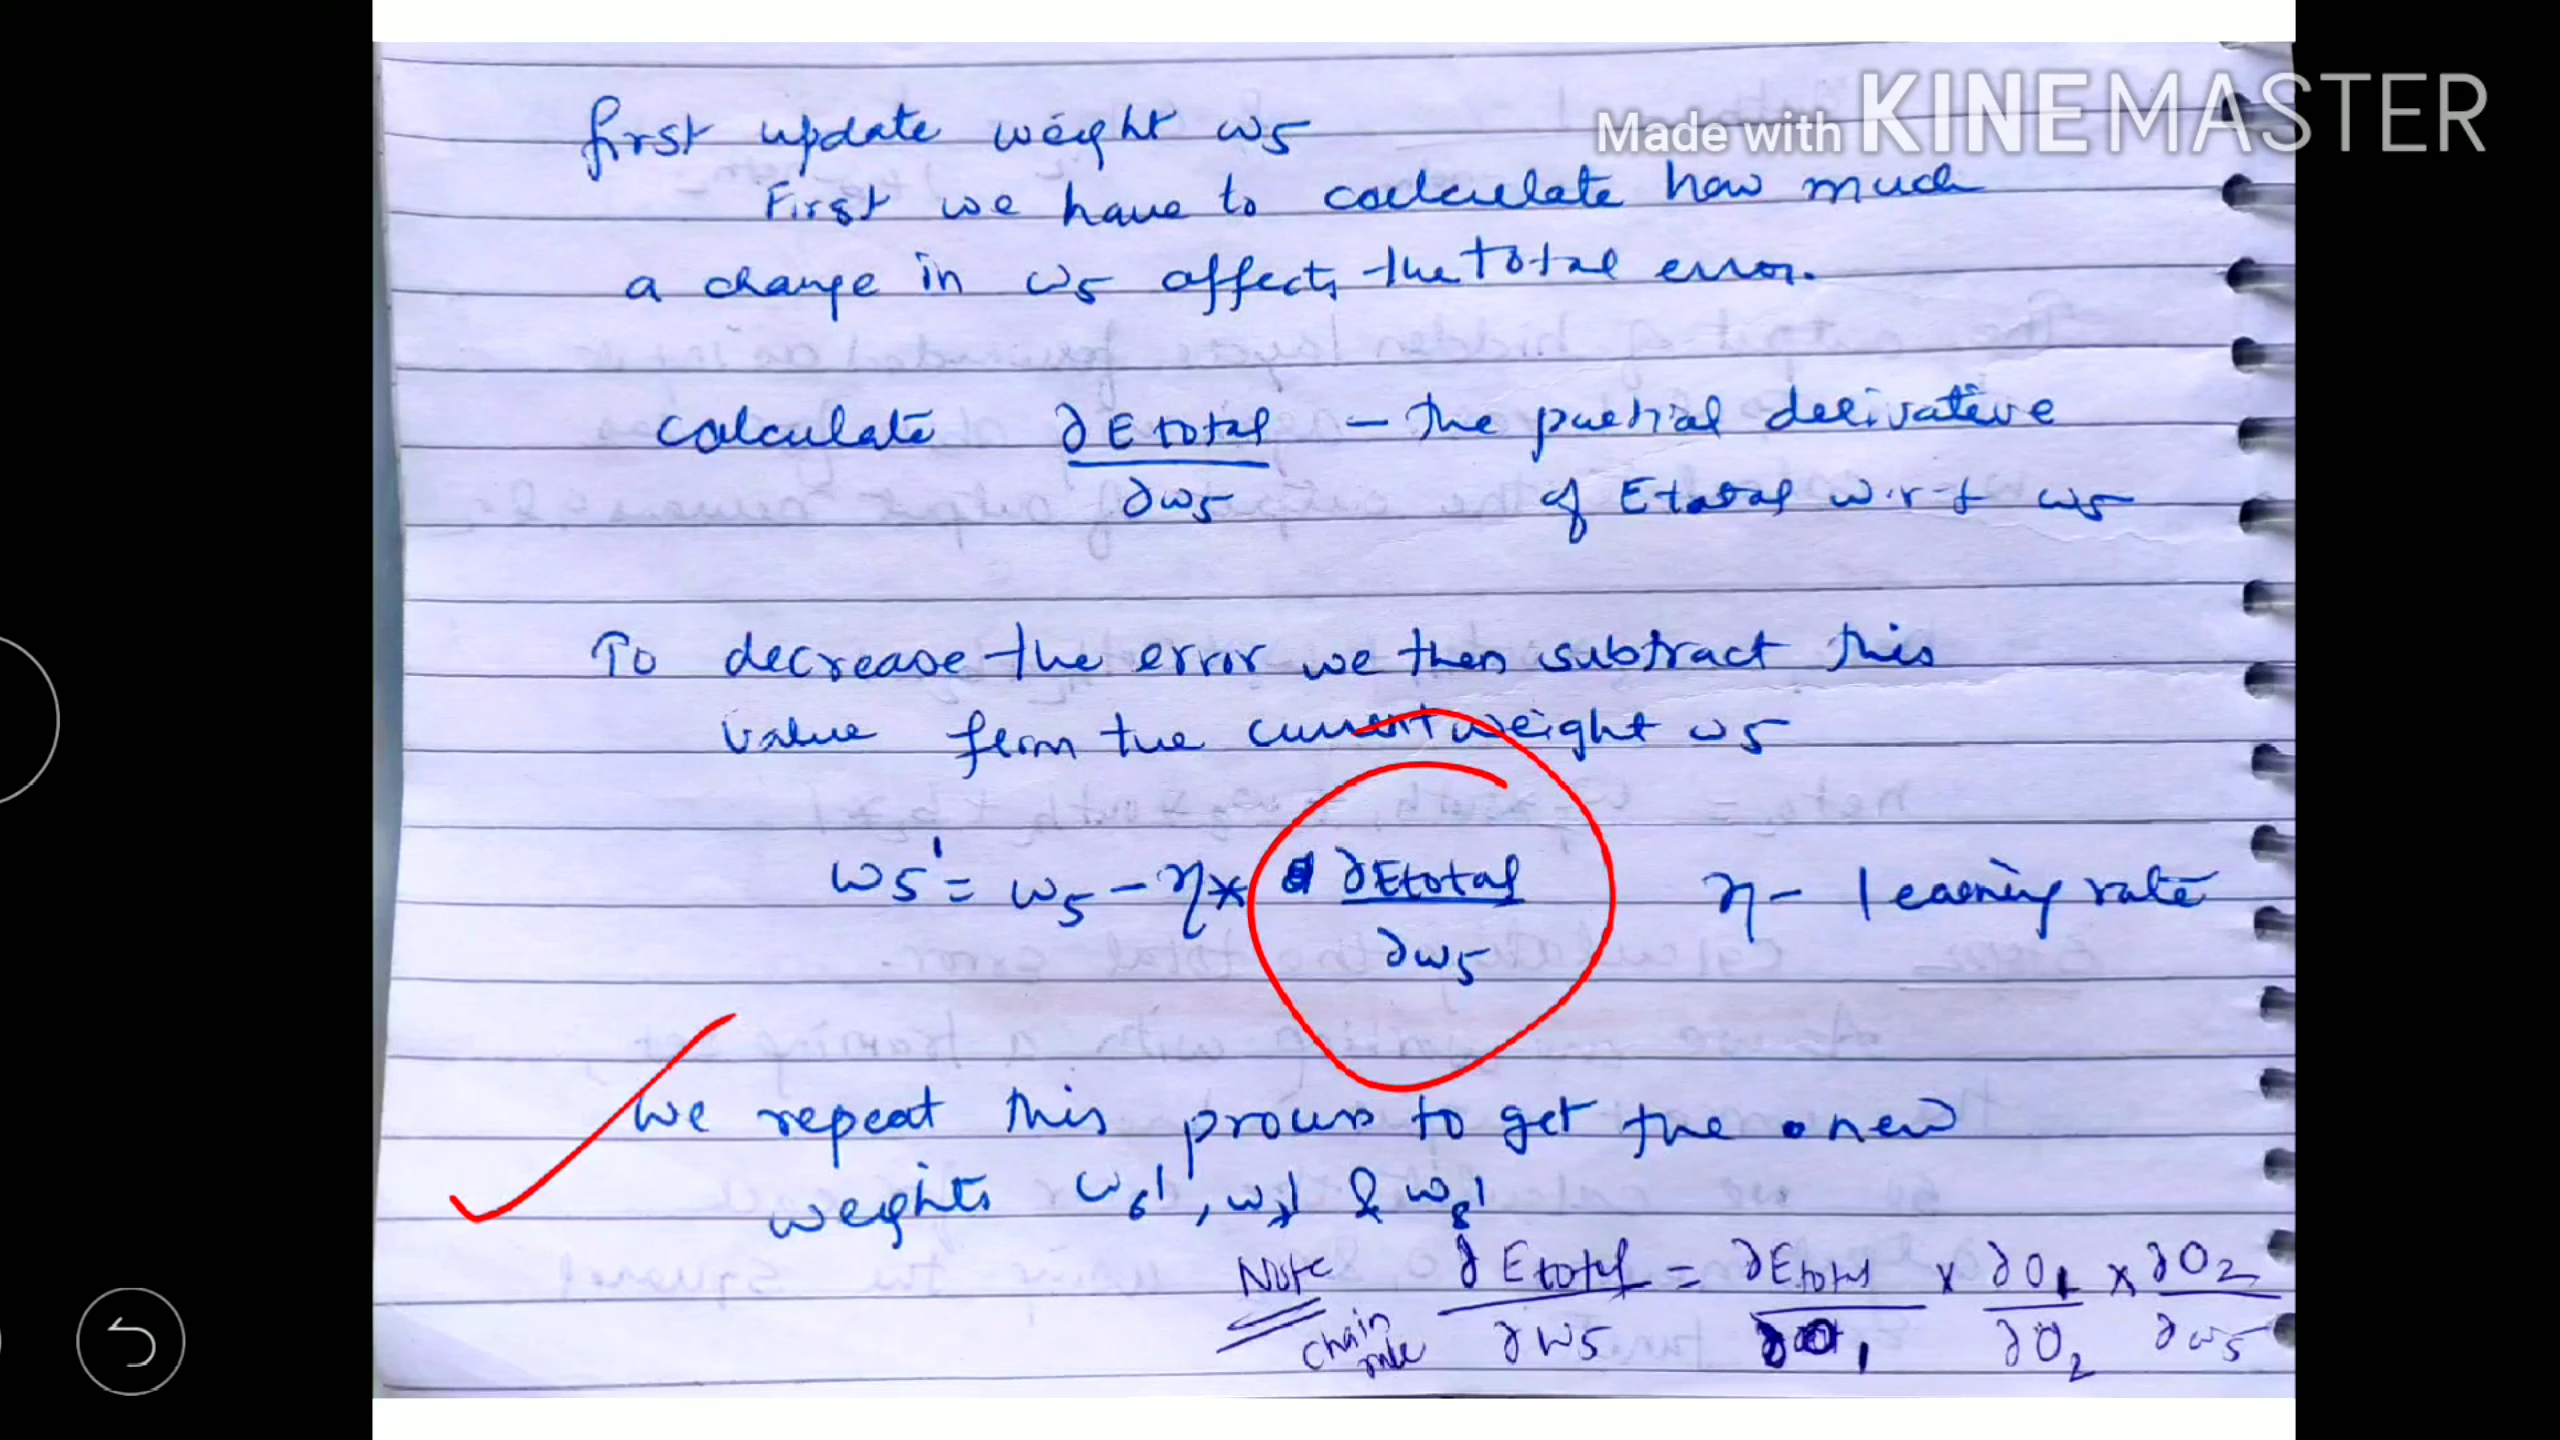 Made with KINEMASTER
first update weight w5
First we have to calculate how much
a change in w5 affects the total error.
calculate ∂Etotal/∂w5 – the partial derivative
of Etotal w.r.t w5
To decrease the error we then subtract this
value from the current weight w5
w5' = w5 – η* ∂Etotal/∂w5 η – learning rate
We repeat this process to get the new
weights w6', w7' & w8'
Note chain rule ∂Etotal/∂w5 = ∂Etotal/∂O1 × ∂O1/∂O2 × ∂O2/∂w5